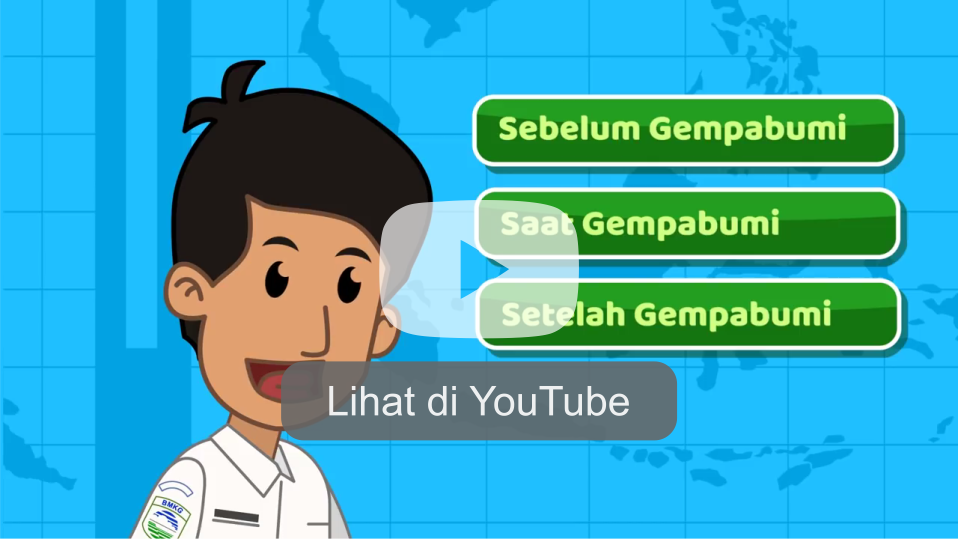 Sebelum Gempabumi
Saat Gempabumi
Setelah Gempabumi
Lihat di YouTube
BMKG